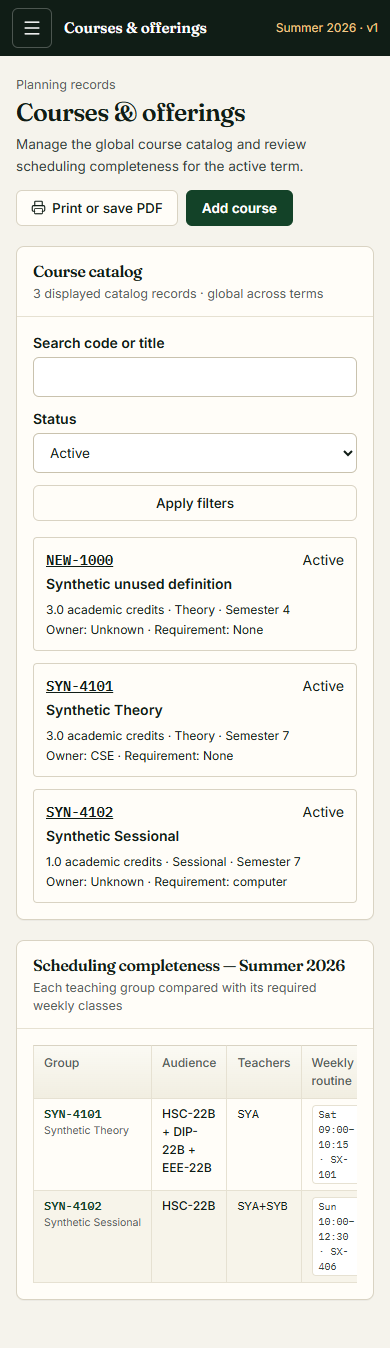 Courses & offerings
Summer 2026 · v1
Planning records
Courses & offerings
Manage the global course catalog and review
scheduling completeness for the active term.
Print or save PDF
Add course
Course catalog
3 displayed catalog records · global across terms
Search code or title
Status
Active
Apply filters
NEW-1000 Active
Synthetic unused definition
3.0 academic credits · Theory · Semester 4
Owner: Unknown · Requirement: None
SYN-4101 Active
Synthetic Theory
3.0 academic credits · Theory · Semester 7
Owner: CSE · Requirement: None
SYN-4102 Active
Synthetic Sessional
1.0 academic credits · Sessional · Semester 7
Owner: Unknown · Requirement: computer
Scheduling completeness — Summer 2026
Each teaching group compared with its required
weekly classes
Group
Audience
Teachers
Weekly
routine
SYN-4101
Synthetic Theory
HSC-22B
+ DIP-
22B +
EEE-22B
SYA
Sat
09:00–
10:15
· SX-
101
SYN-4102
Synthetic Sessional
HSC-22B
SYA+SYB
Sun
10:00–
12:30
· SX-
406